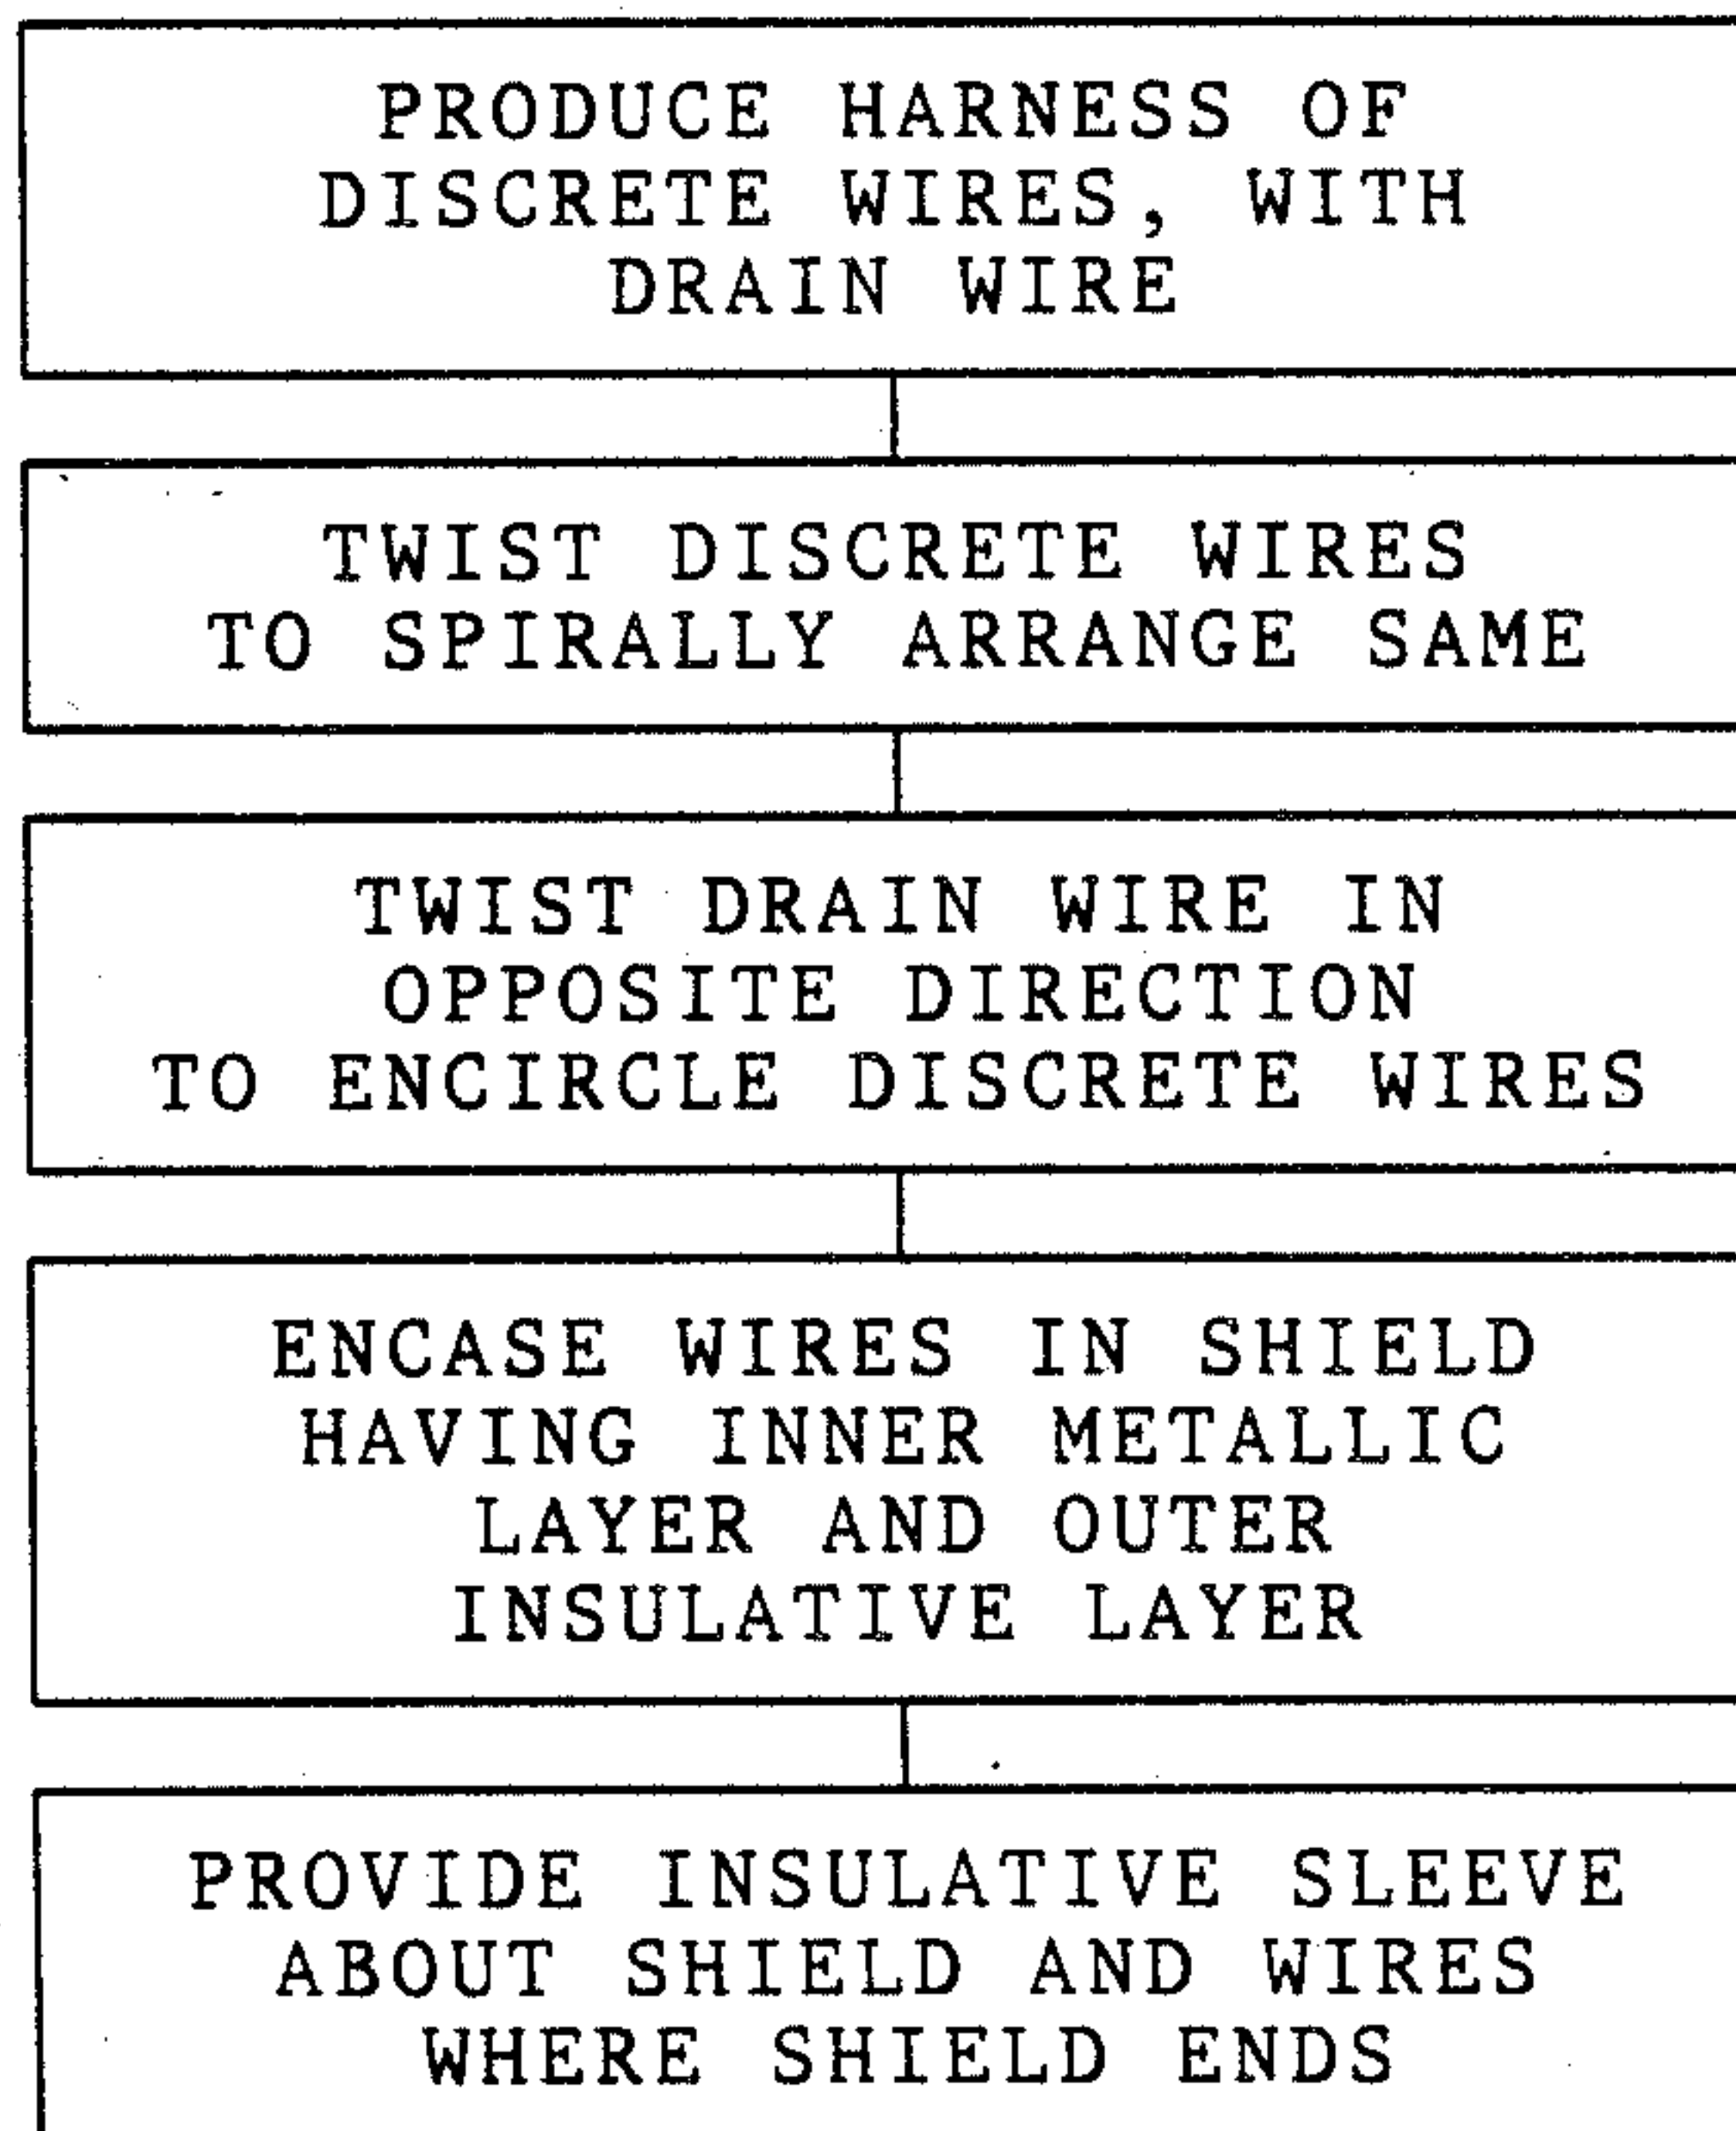 PRODUCE HARNESS OF
DISCRETE WIRES, WITH
DRAIN WIRE
TWIST DISCRETE WIRES
TO SPIRALLY ARRANGE SAME
TWIST DRAIN WIRE IN
OPPOSITE DIRECTION
TO ENCIRCLE DISCRETE WIRES
ENCASE WIRES IN SHIELD
HAVING INNER METALLIC
LAYER AND OUTER
INSULATIVE LAYER
PROVIDE INSULATIVE SLEEVE
ABOUT SHIELD AND WIRES
WHERE SHIELD ENDS